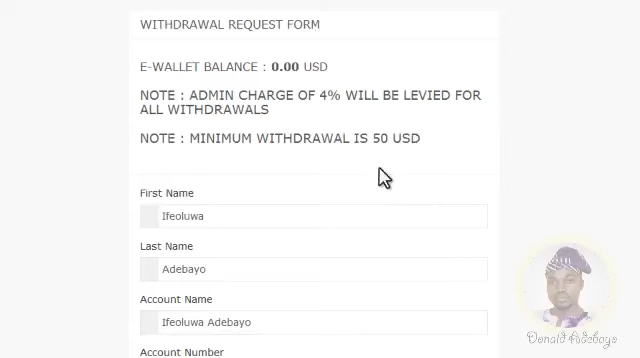 WITHDRAWAL REQUEST FORM
E-WALLET BALANCE : 0.00 USD
NOTE : ADMIN CHARGE OF 4% WILL BE LEVIED FOR
ALL WITHDRAWALS
NOTE : MINIMUM WITHDRAWAL IS 50 USD
First Name
Ifeoluwa
Last Name
Adebayo
Account Name
Ifeoluwa Adebayo
Account Number
Donald Adebayo